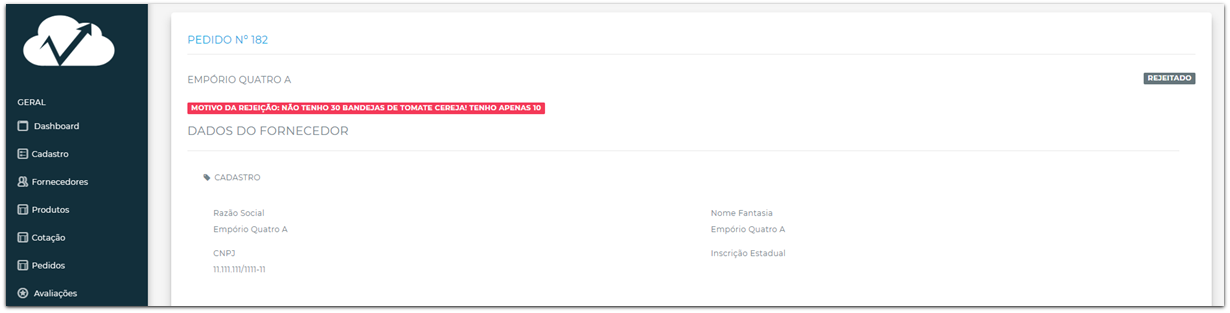 GERAL
Dashboard
Cadastro
Fornecedores
Produtos
Cotação
Pedidos
Avaliações
PEDIDO Nº 182
EMPÓRIO QUATRO A
REJEITADO
MOTIVO DA REJEIÇÃO: NÃO TENHO 30 BANDEJAS DE TOMATE CEREJA! TENHO APENAS 10
DADOS DO FORNECEDOR
CADASTRO
Razão Social
Empório Quatro A
Nome Fantasia
Empório Quatro A
CNPJ
11.111.111/1111-11
Inscrição Estadual